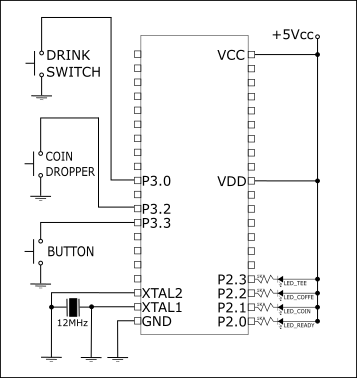 +5Vcc
DRINK
SWITCH
VCC
COIN
DROPPER
P3.0
VDD
P3.2
P3.3
BUTTON
P2.3
LED_TEE
XTAL2
P2.2
LED_COFFE
XTAL1
P2.1
LED_COIN
12MHz
GND
P2.0
LED_READY